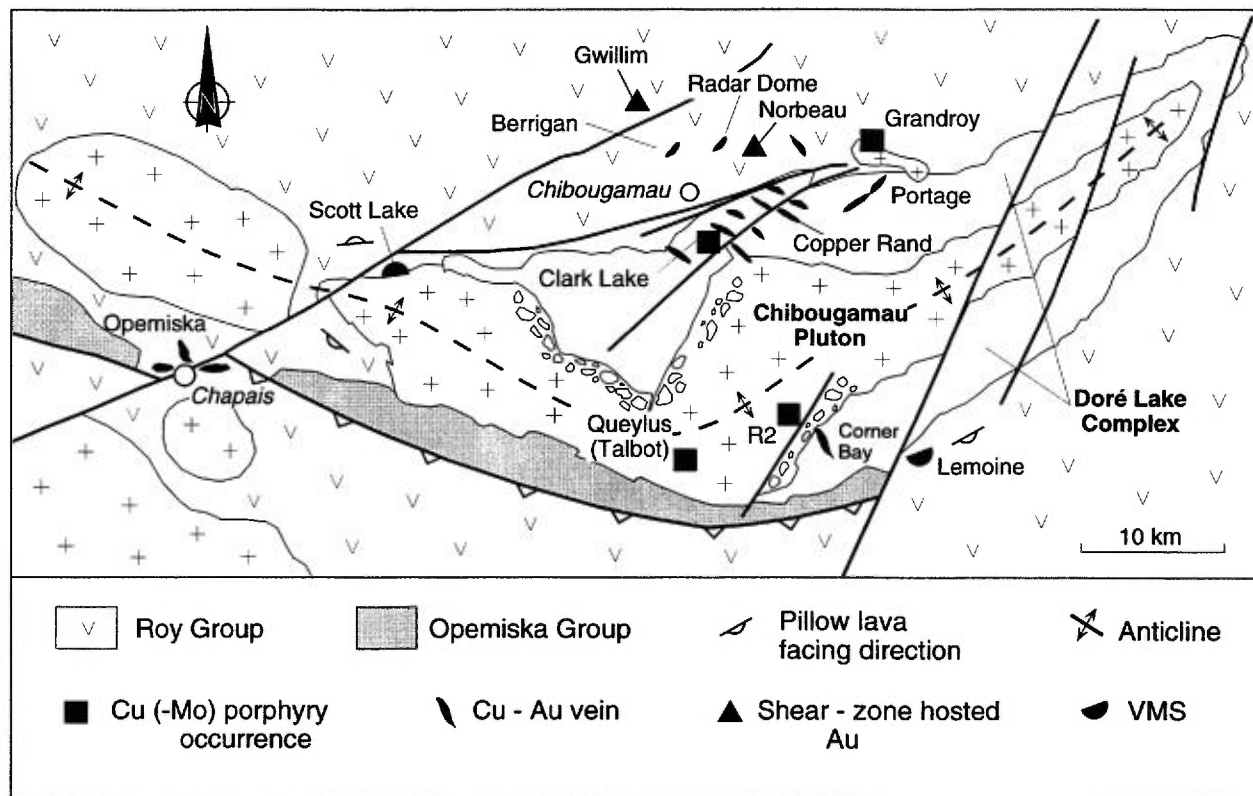 N
Gwillim
Radar Dome
Norbeau
Berrigan
Grandroy
Chibougamau
Scott Lake
Portage
Copper Rand
Clark Lake
Chibougamau
Pluton
Opemiska
Chapais
Queylus
(Talbot)
R2
Corner
Bay
Doré Lake
Complex
Lemoine
10 km
Roy Group
Opemiska Group
Pillow lava
facing direction
Anticline
Cu (-Mo) porphyry
occurrence
Cu - Au vein
Shear - zone hosted
Au
VMS